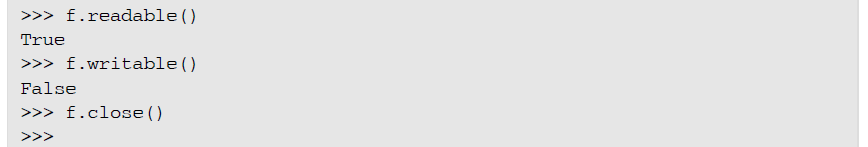 >>> f.readable()
True
>>> f.writable()
False
>>> f.close()
>>>